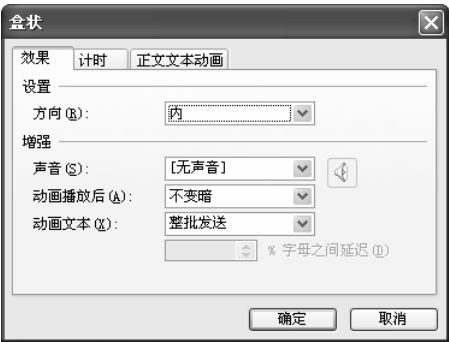 盒状
效果 计时 正文文本动画
设置
方向(R): 内
增强
声音(S): [无声音]
动画播放后(A): 不变暗
动画文本(X): 整批发送
% 字母之间延迟(D)
确定 取消